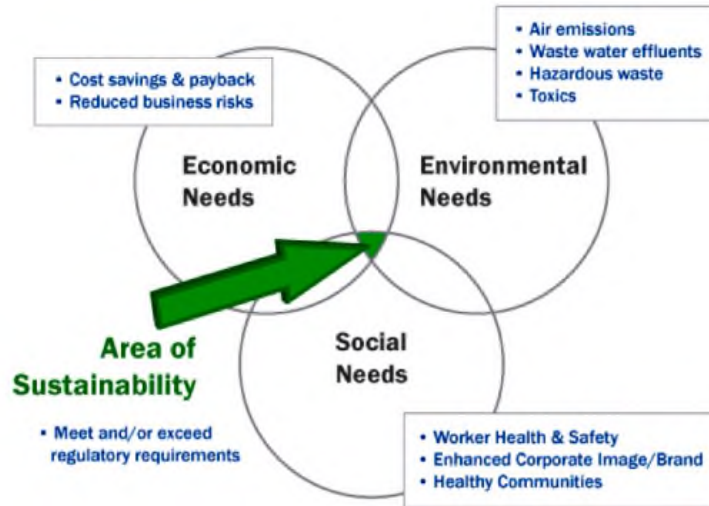 • Air emissions
• Waste water effluents
• Hazardous waste
• Toxics
• Cost savings & payback
• Reduced business risks
Economic
Needs
Environmental
Needs
Area of
Sustainability
Social
Needs
• Meet and/or exceed
regulatory requirements
• Worker Health & Safety
• Enhanced Corporate Image/Brand
• Healthy Communities